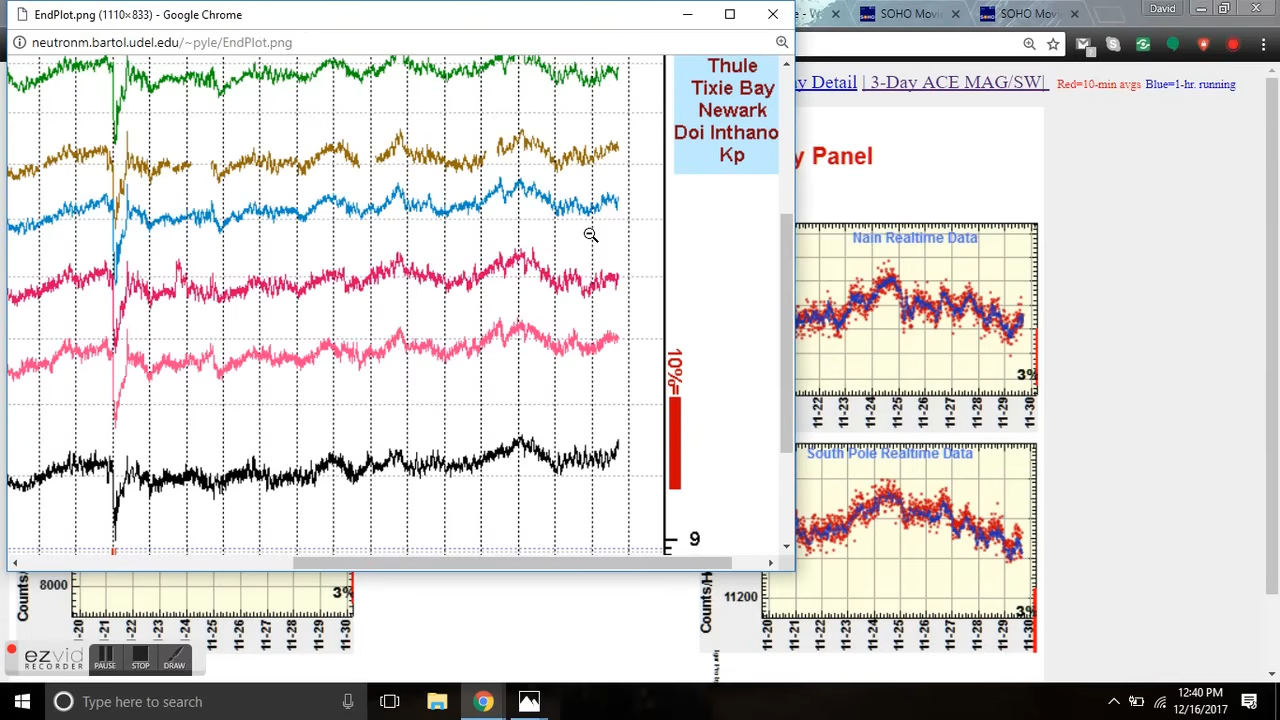 EndPlot.png (1110×833) - Google Chrome
SOHO Movi
SOHO Mov
David
neutronm.bartol.udel.edu/~pyle/EndPlot.png
Thule
Tixie Bay
Newark
Doi Inthano
Kp
10%=
9
y Detail | 3-Day ACE MAG/SW|
Red=10-min avgs Blue=1-hr. running
y Panel
Nain Realtime Data
3%
11-22 11-23 11-24 11-25 11-26 11-27 11-28 11-29 11-30
South Pole Realtime Data
Counts/H
11200
3%
11-20 11-21 11-22 11-23 11-24 11-25 11-26 11-27 11-28 11-29 11-30
Counts/
8000
3%
11-20 11-21 11-22 11-23 11-24 11-25 11-26 11-27 11-28 11-29 11-30
ezvid
RECORDER
PAUSE
STOP
DRAW
Type here to search
12:40 PM
12/16/2017